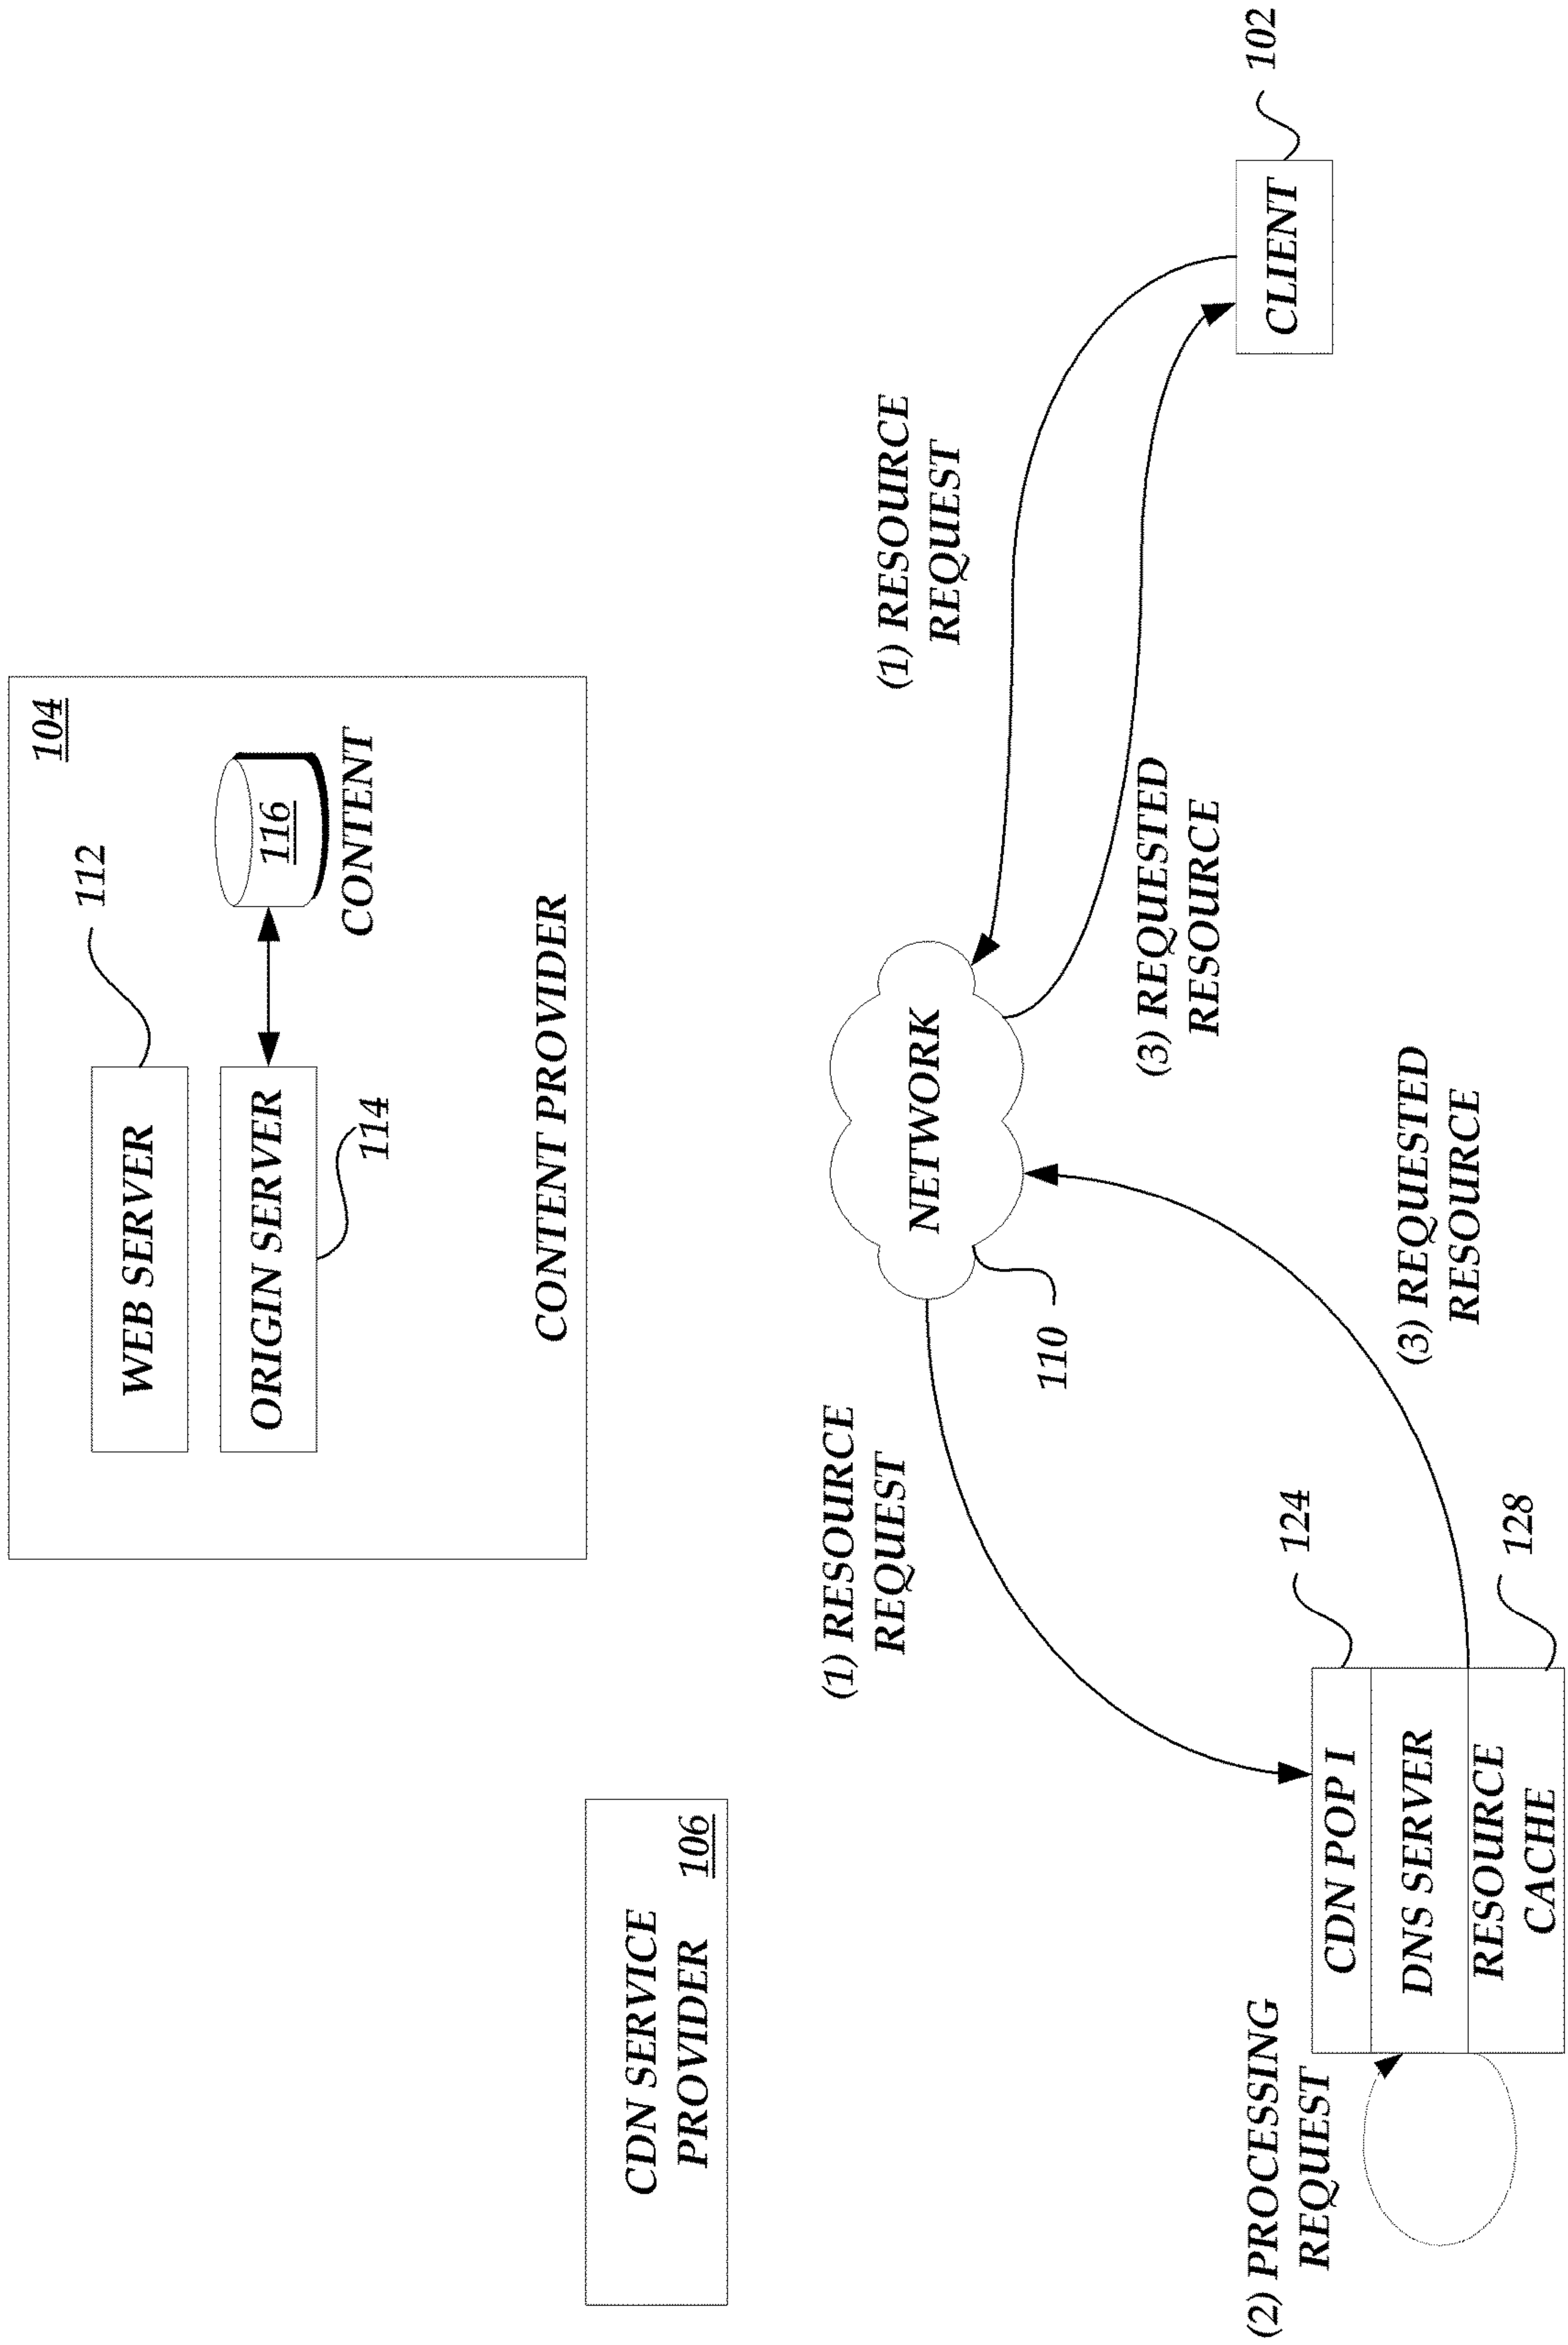 104
WEB SERVER
112
ORIGIN SERVER
114
116
CONTENT
CONTENT PROVIDER
CDN SERVICE
PROVIDER
106
(1) RESOURCE
REQUEST
NETWORK
110
(1) RESOURCE
REQUEST
(3) REQUESTED
RESOURCE
CLIENT
102
(2) PROCESSING
REQUEST
CDN POP I
124
DNS SERVER
RESOURCE
CACHE
128
(3) REQUESTED
RESOURCE